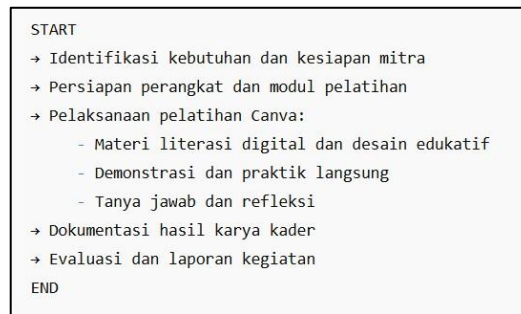 START
→ Identifikasi kebutuhan dan kesiapan mitra
→ Persiapan perangkat dan modul pelatihan
→ Pelaksanaan pelatihan Canva:
- Materi literasi digital dan desain edukatif
- Demonstrasi dan praktik langsung
- Tanya jawab dan refleksi
→ Dokumentasi hasil karya kader
→ Evaluasi dan laporan kegiatan
END